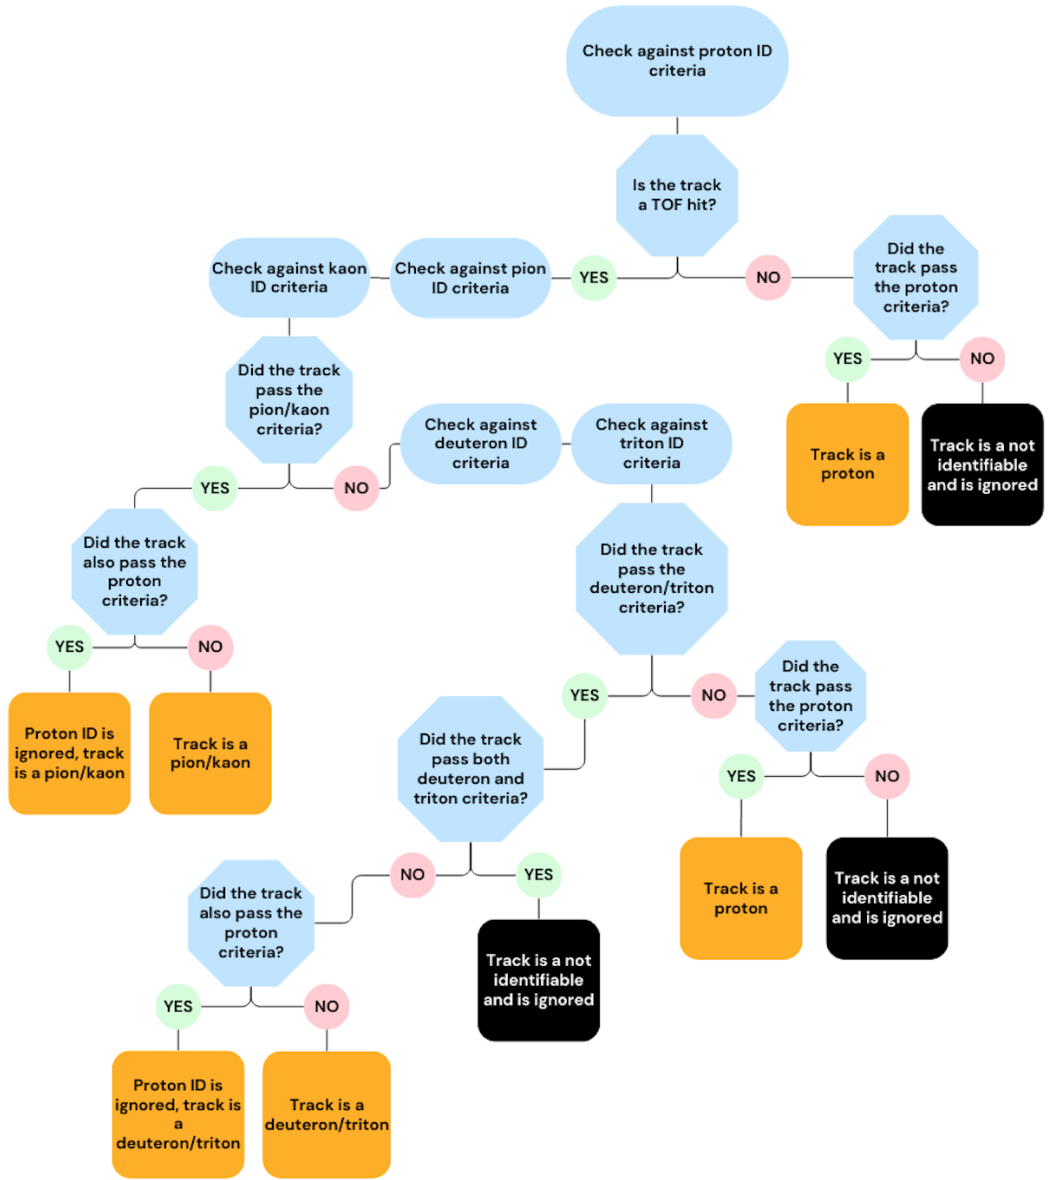 Check against proton ID
criteria
Is the track
a TOF hit?
YES
NO
Check against pion
ID criteria
Check against kaon
ID criteria
Did the
track pass
the proton
criteria?
YES
NO
Track is a
proton
Track is a not
identifiable
and is ignored
Did the track
pass the
pion/kaon
criteria?
YES
NO
Check against
deuteron ID
criteria
Check against
triton ID
criteria
Did the track
also pass the
proton
criteria?
YES
NO
Proton ID is
ignored, track
is a pion/kaon
Track is a
pion/kaon
Did the track
pass the
deuteron/triton
criteria?
YES
NO
Did the
track pass
the proton
criteria?
YES
NO
Track is a
proton
Track is a not
identifiable
and is ignored
Did the track
pass both
deuteron and
triton criteria?
NO
YES
Track is a not
identifiable
and is ignored
Did the track
also pass the
proton
criteria?
YES
NO
Proton ID is
ignored, track is
a
deuteron/triton
Track is a
deuteron/triton